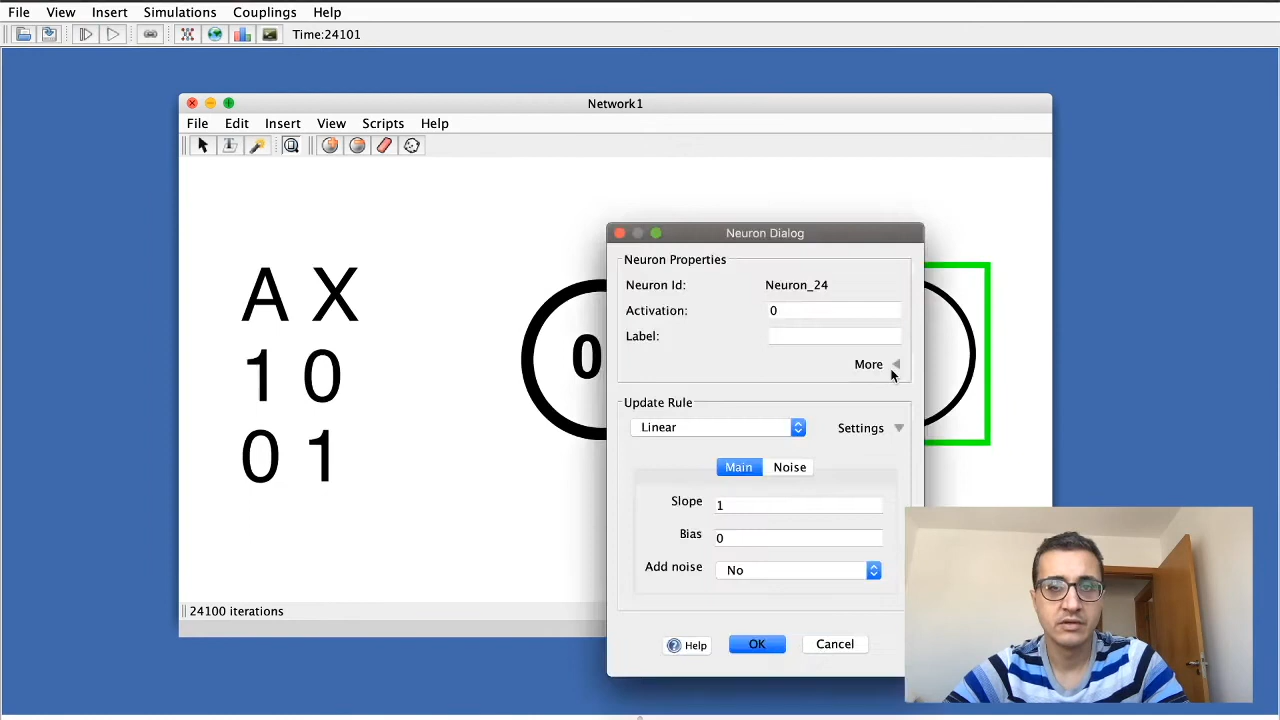 File View Insert Simulations Couplings Help
Time:24101
Network1
File Edit Insert View Scripts Help
A X
1 0
0 1
0
Neuron Dialog
Neuron Properties
Neuron Id: Neuron_24
Activation: 0
Label:
More
Update Rule
Linear Settings
Main Noise
Slope 1
Bias 0
Add noise No
Help OK Cancel
24100 iterations